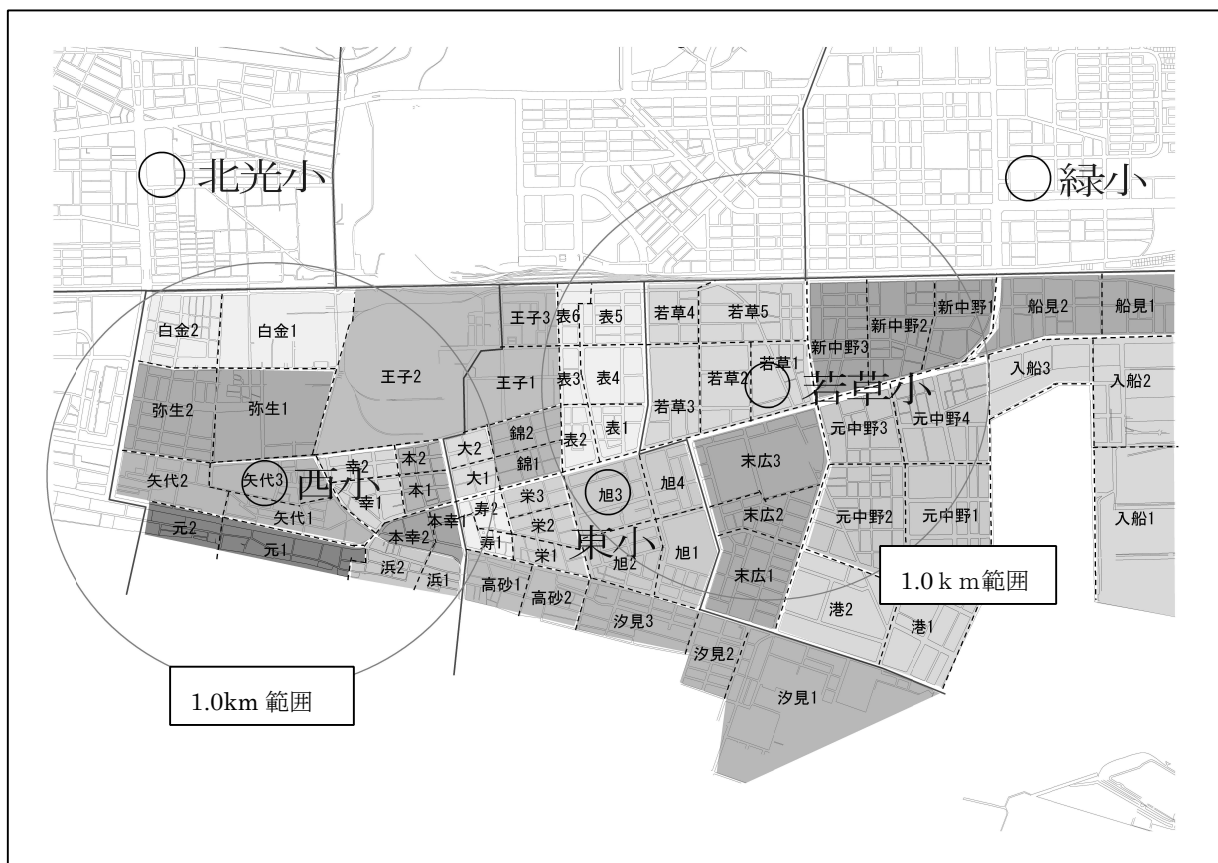 北光小
緑小
王子3
表6
表5
若草4
若草5
新中野1
新中野2
新中野3
船見2
船見1
白金2
白金1
王子2
王子1
表3
表4
若草2
若草1
若草小
入船3
入船2
弥生2
弥生1
錦2
表2
表1
若草3
元中野3
元中野4
大2
錦1
大1
末広3
矢代2
矢代3
西小
幸2
幸1
本2
本1
旭3
旭4
栄3
寿2
矢代1
本幸1
本幸2
栄2
東小
末広2
元中野2
元中野1
入船1
元2
元1
浜2
浜1
寿1
栄1
旭2
旭1
末広1
高砂1
高砂2
汐見3
港2
港1
1.0ｋｍ範囲
汐見2
汐見1
1.0km 範囲